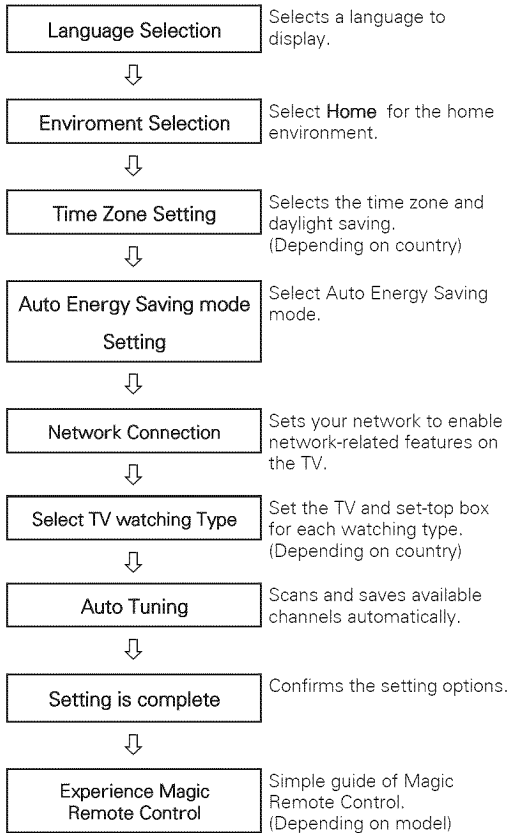 Language Selection
Selects a language to
display.
Enviroment Selection
Select Home for the home
environment.
Time Zone Setting
Selects the time zone and
daylight saving.
(Depending on country)
Auto Energy Saving mode
Setting
Select Auto Energy Saving
mode.
Network Connection
Sets your network to enable
network-related features on
the TV.
Select TV watching Type
Set the TV and set-top box
for each watching type.
(Depending on country)
Auto Tuning
Scans and saves available
channels automatically.
Setting is complete
Confirms the setting options.
Experience Magic
Remote Control
Simple guide of Magic
Remote Control.
(Depending on model)